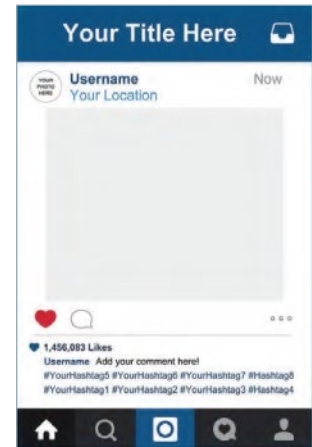 Your Title Here
YOUR
PHOTO
HERE
Username
Now
Your Location
1,456,083 Likes
Username Add your comment here!
#YourHashtag5 #YourHashtag6 #YourHashtag7 #Hashtag8
#YourHashtag1 #YourHashtag2 #YourHashtag3 #Hashtag4